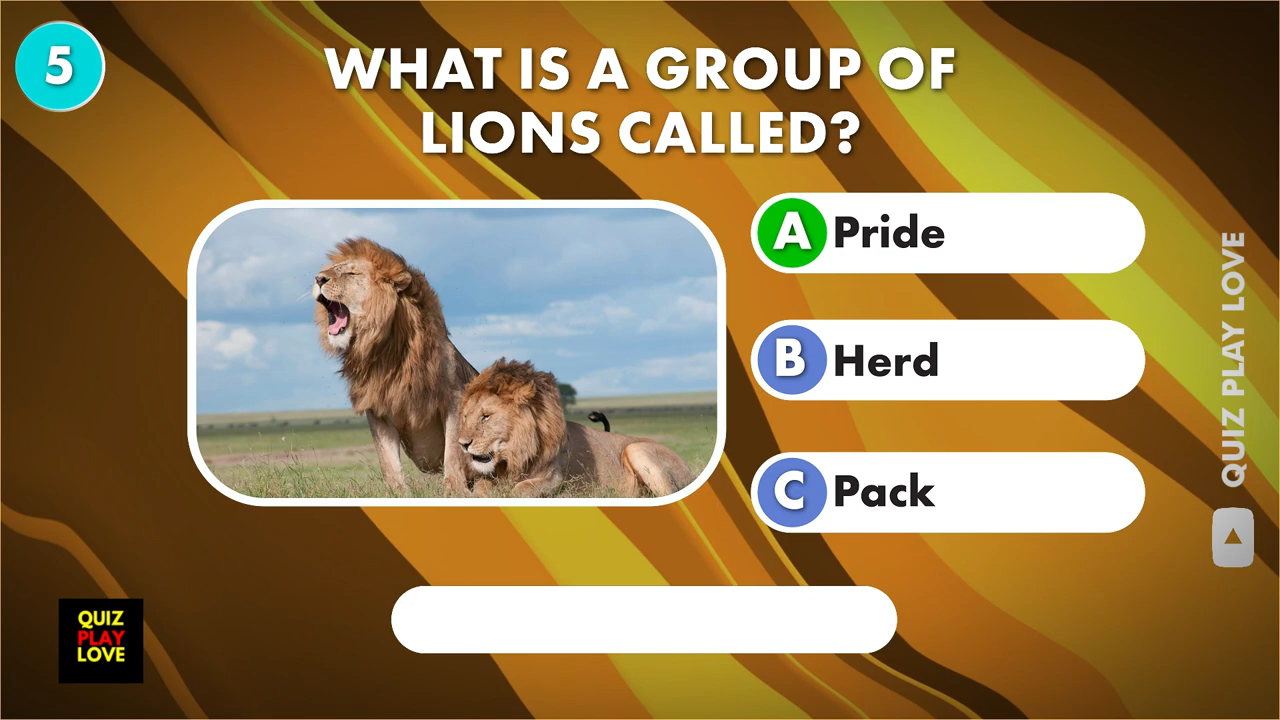 5
WHAT IS A GROUP OF
LIONS CALLED?
A Pride
B Herd
C Pack
QUIZ PLAY LOVE
QUIZ
PLAY
LOVE